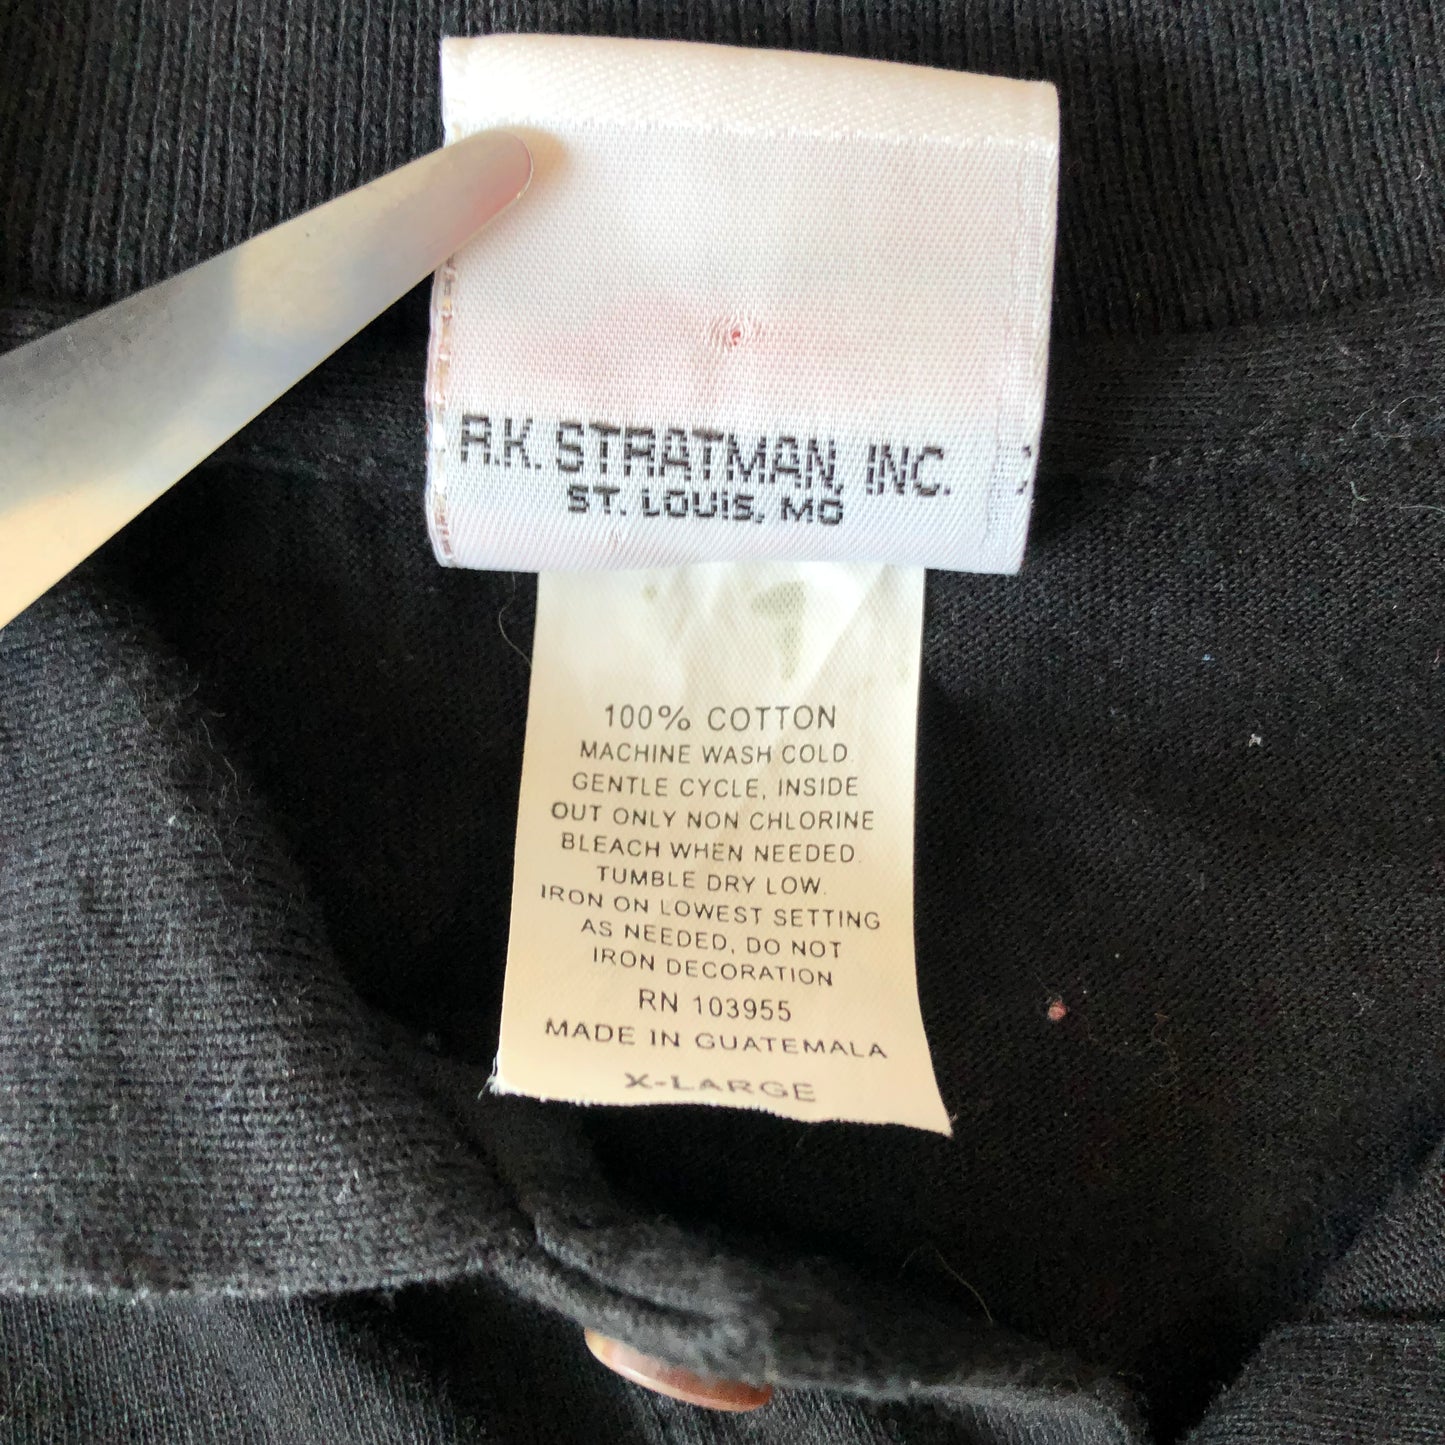 R.K. STRATMAN, INC.
ST. LOUIS, MO
100% COTTON
MACHINE WASH COLD.
GENTLE CYCLE, INSIDE
OUT ONLY NON CHLORINE
BLEACH WHEN NEEDED.
TUMBLE DRY LOW.
IRON ON LOWEST SETTING
AS NEEDED, DO NOT
IRON DECORATION
RN 103955
MADE IN GUATEMALA
X-LARGE